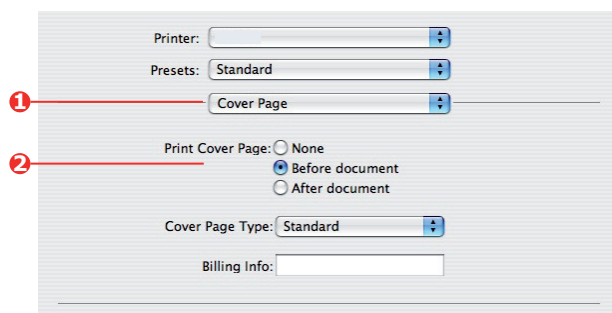 Printer:
Presets: Standard
1 Cover Page
Print Cover Page: None
2 Before document
After document
Cover Page Type: Standard
Billing Info: